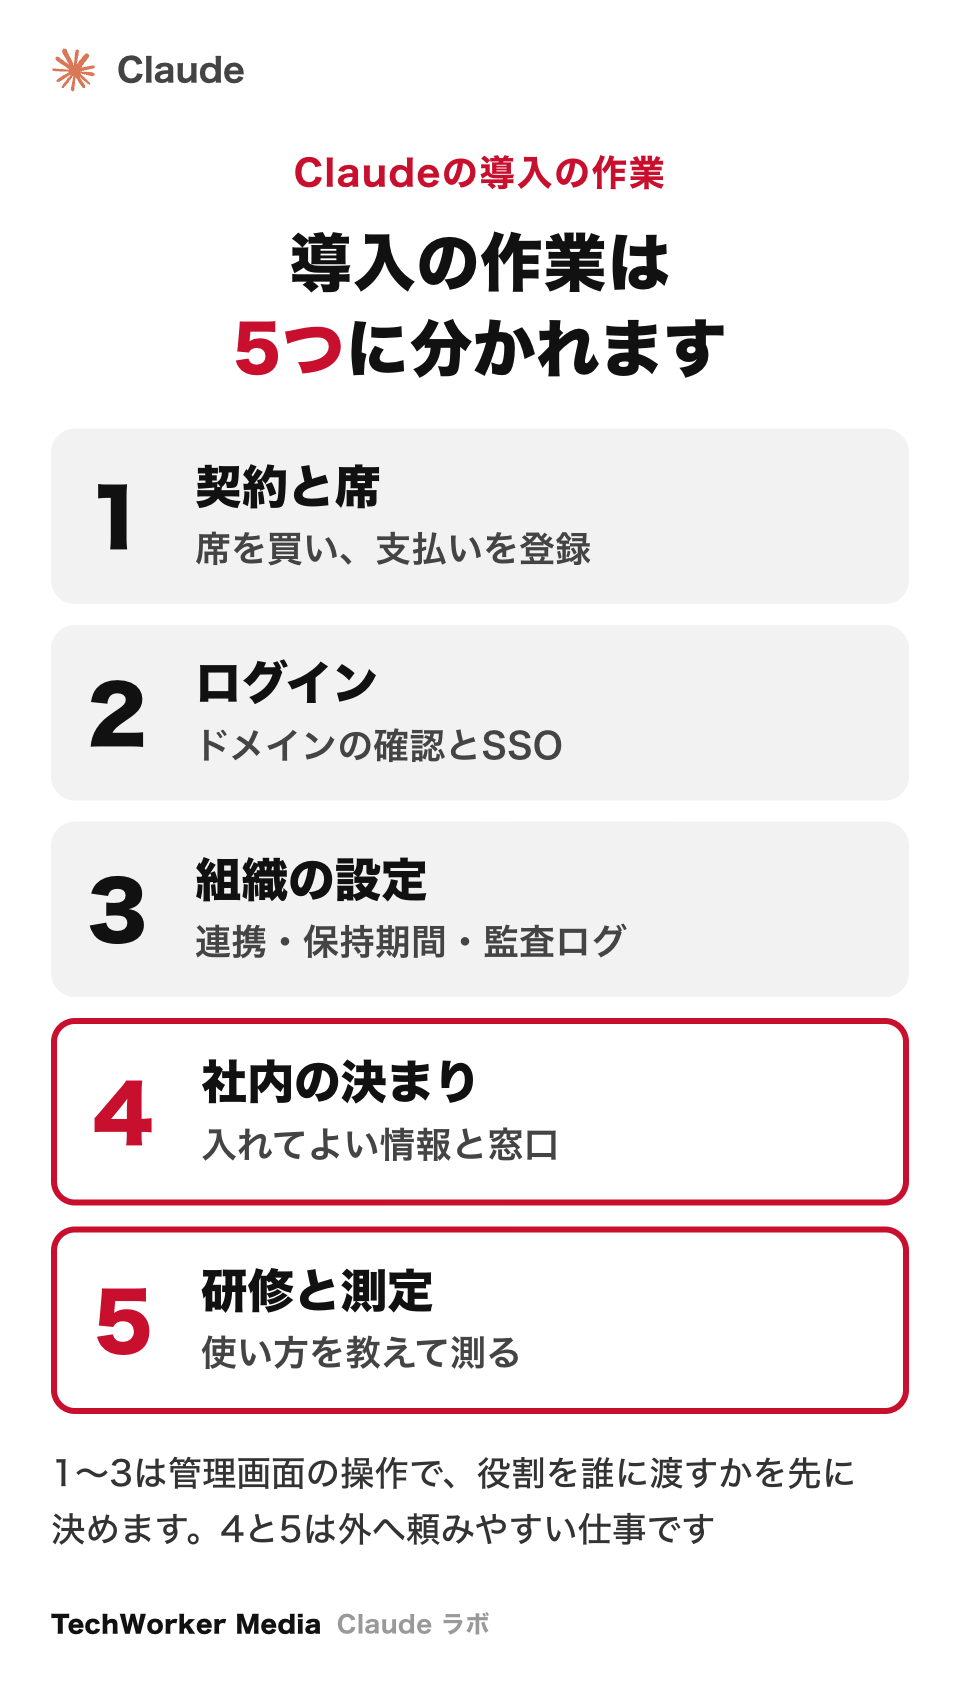 Claude
Claudeの導入の作業
導入の作業は
5つに分かれます
1
契約と席
席を買い、支払いを登録
2
ログイン
ドメインの確認とSSO
3
組織の設定
連携・保持期間・監査ログ
4
社内の決まり
入れてよい情報と窓口
5
研修と測定
使い方を教えて測る
1〜3は管理画面の操作で、役割を誰に渡すかを先に
決めます。4と5は外へ頼みやすい仕事です
TechWorker Media Claude ラボ